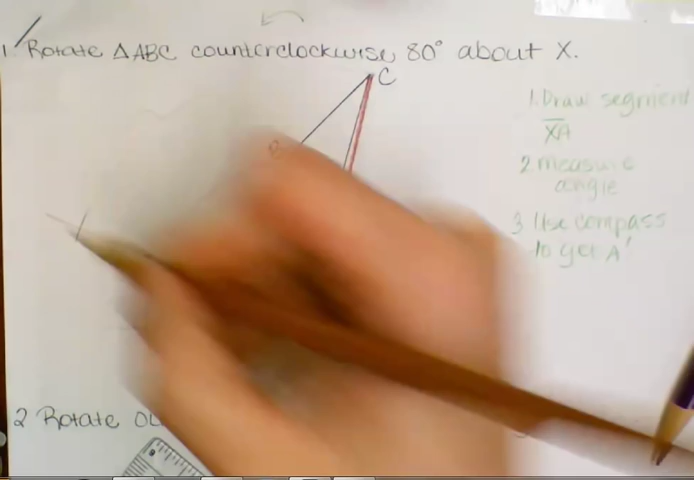 1. Rotate △ABC counterclockwise 80° about X.
C
1. Draw segment
XA
2 measure
angle
3 Use compass
to get A'
2 Rotate